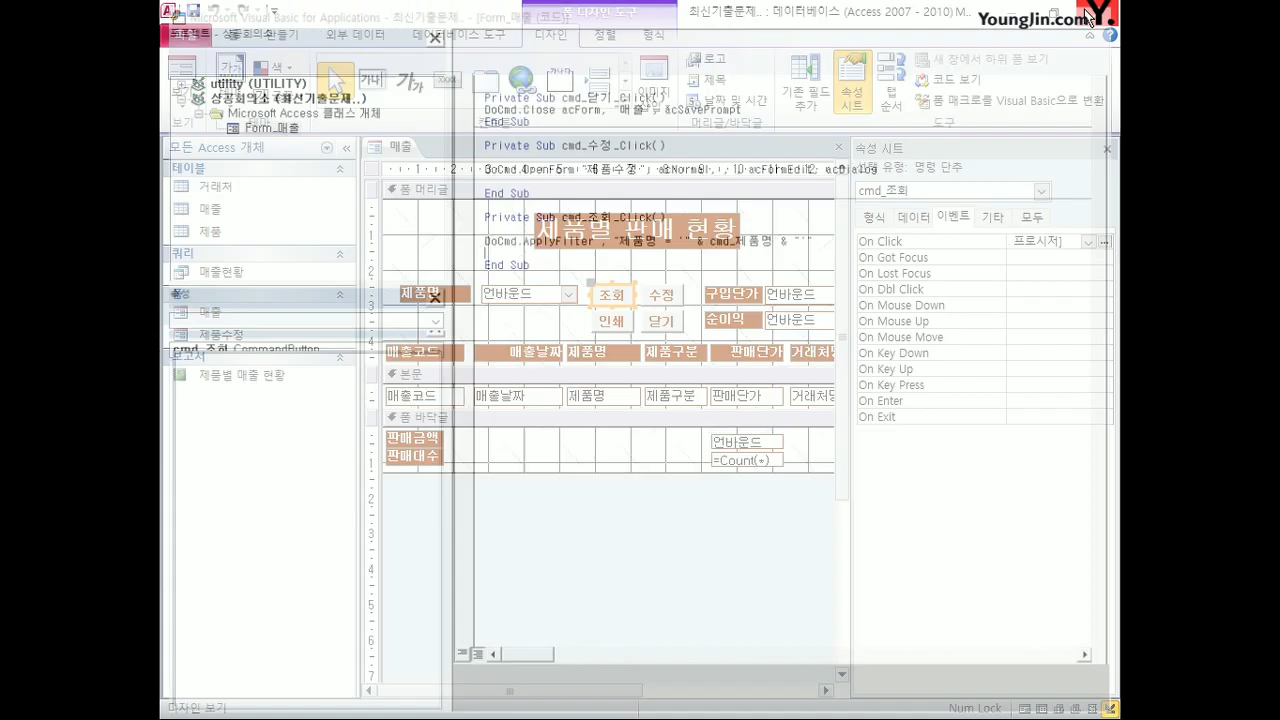 Microsoft Visual Basic for Applications - 최신기출문제.. - [Form_매출 (코드)]
폼 디자인 도구
최신기출문제.. : 데이터베이스 (Access 2007 - 2010) M..
YoungJin.com Y.
만들기 외부 데이터 데이터베이스 도구 디자인 정렬 형식
utility (UTILITY)
상공회의소 (최신기출문제..)
Microsoft Access 클래스 개체
Form_매출
색
가나
로고
제목
날짜 및 시간
머리글/바닥글
기존 필드 추가
속성 시트
탭 순서
새 창에서 하위 폼 보기
코드 보기
폼 매크로를 Visual Basic으로 변환
도구
Private Sub cmd_닫기_Click()
DoCmd.Close acForm, "매출", acSavePrompt
End Sub
Private Sub cmd_수정_Click()
DoCmd.OpenForm "제품수정", acNormal, , , acFormEdit, acDialog
End Sub
Private Sub cmd_조회_Click()
DoCmd.ApplyFilter , "제품명 = '" & cmd_제품명 & "'"
End Sub
모든 Access 개체
테이블
거래처
매출
제품
쿼리
매출현황
매출
제품수정
cmd_조회 CommandButton
보고서
제품별 매출 현황
매출
폼 머리글
제품별 판매 현황
제품명 언바운드 조회 수정 구입단가 언바운드
인쇄 닫기 순이익 언바운드
매출코드 매출날짜 제품명 제품구분 판매단가 거래처명
본문
매출코드 매출날짜 제품명 제품구분 판매단가 거래처명
폼 바닥글
판매금액 언바운드
판매대수 =Count(*)
속성 시트
선택 유형: 명령 단추
cmd_조회
형식 데이터 이벤트 기타 모두
On Click 프로시저]
On Got Focus
On Lost Focus
On Dbl Click
On Mouse Down
On Mouse Up
On Mouse Move
On Key Down
On Key Up
On Key Press
On Enter
On Exit
디자인 보기
Num Lock